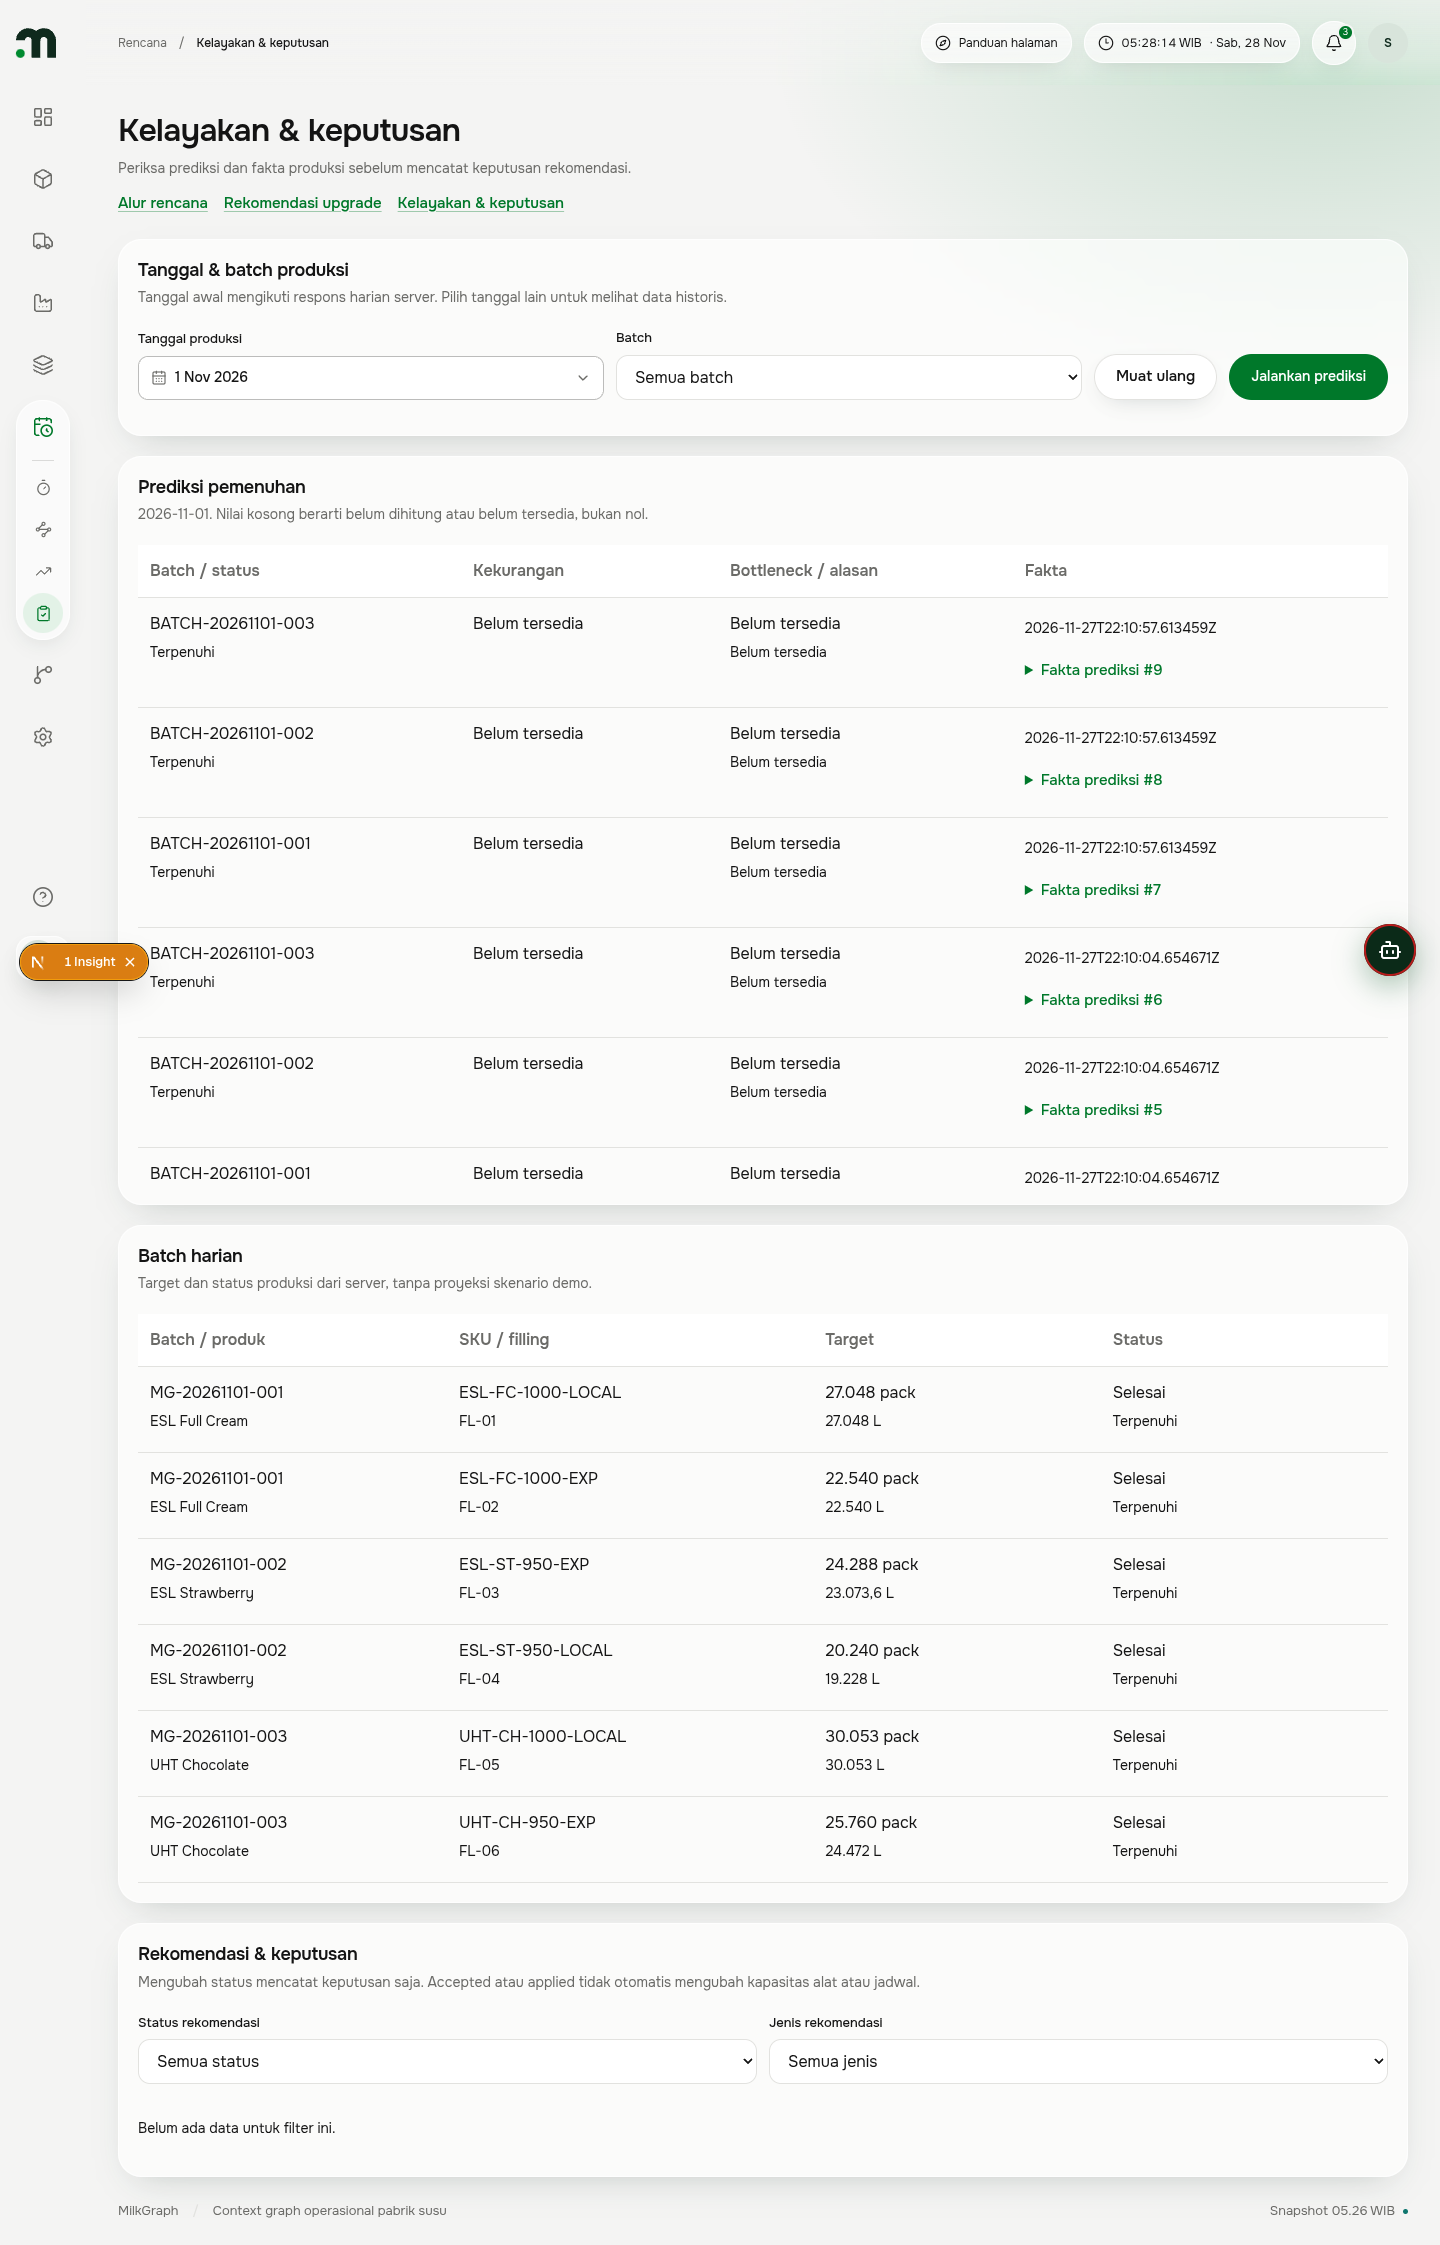 Rencana / Kelayakan & keputusan
Panduan halaman
05:28:14 WIB · Sab, 28 Nov
3
S
Kelayakan & keputusan
Periksa prediksi dan fakta produksi sebelum mencatat keputusan rekomendasi.
Alur rencana Rekomendasi upgrade Kelayakan & keputusan
Tanggal & batch produksi
Tanggal awal mengikuti respons harian server. Pilih tanggal lain untuk melihat data historis.
Tanggal produksi Batch
1 Nov 2026 Semua batch Muat ulang Jalankan prediksi
Prediksi pemenuhan
2026-11-01. Nilai kosong berarti belum dihitung atau belum tersedia, bukan nol.
Batch / status Kekurangan Bottleneck / alasan Fakta
BATCH-20261101-003 Belum tersedia Belum tersedia 2026-11-27T22:10:57.613459Z
Terpenuhi Belum tersedia
Fakta prediksi #9
BATCH-20261101-002 Belum tersedia Belum tersedia 2026-11-27T22:10:57.613459Z
Terpenuhi Belum tersedia
Fakta prediksi #8
BATCH-20261101-001 Belum tersedia Belum tersedia 2026-11-27T22:10:57.613459Z
Terpenuhi Belum tersedia
Fakta prediksi #7
BATCH-20261101-003 Belum tersedia Belum tersedia 2026-11-27T22:10:04.654671Z
1 Insight
Terpenuhi Belum tersedia
Fakta prediksi #6
BATCH-20261101-002 Belum tersedia Belum tersedia 2026-11-27T22:10:04.654671Z
Terpenuhi Belum tersedia
Fakta prediksi #5
BATCH-20261101-001 Belum tersedia Belum tersedia 2026-11-27T22:10:04.654671Z
Batch harian
Target dan status produksi dari server, tanpa proyeksi skenario demo.
Batch / produk SKU / filling Target Status
MG-20261101-001 ESL-FC-1000-LOCAL 27.048 pack Selesai
ESL Full Cream FL-01 27.048 L Terpenuhi
MG-20261101-001 ESL-FC-1000-EXP 22.540 pack Selesai
ESL Full Cream FL-02 22.540 L Terpenuhi
MG-20261101-002 ESL-ST-950-EXP 24.288 pack Selesai
ESL Strawberry FL-03 23.073,6 L Terpenuhi
MG-20261101-002 ESL-ST-950-LOCAL 20.240 pack Selesai
ESL Strawberry FL-04 19.228 L Terpenuhi
MG-20261101-003 UHT-CH-1000-LOCAL 30.053 pack Selesai
UHT Chocolate FL-05 30.053 L Terpenuhi
MG-20261101-003 UHT-CH-950-EXP 25.760 pack Selesai
UHT Chocolate FL-06 24.472 L Terpenuhi
Rekomendasi & keputusan
Mengubah status mencatat keputusan saja. Accepted atau applied tidak otomatis mengubah kapasitas alat atau jadwal.
Status rekomendasi Jenis rekomendasi
Semua status Semua jenis
Belum ada data untuk filter ini.
MilkGraph / Context graph operasional pabrik susu Snapshot 05.26 WIB